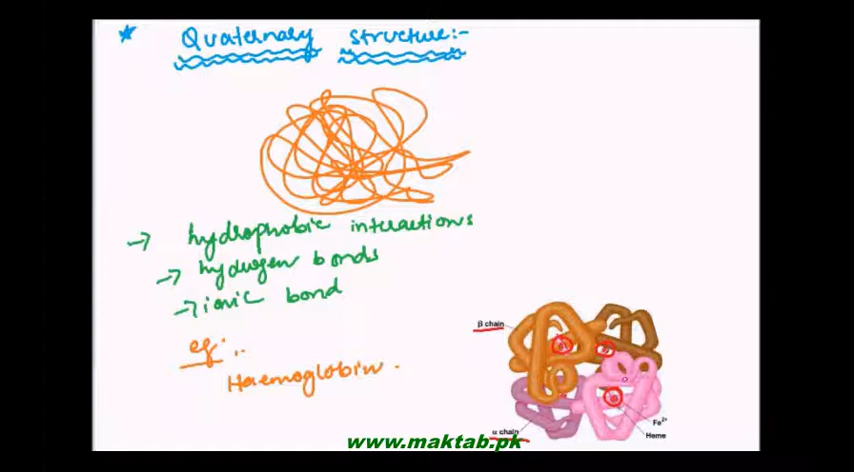 * Quaternary structure:-
→ hydrophobic interactions
→ hydrogen bonds
→ ionic bond
eg:..
Haemoglobin.
β chain
α chain
Fe2+
Heme
www.maktab.pk